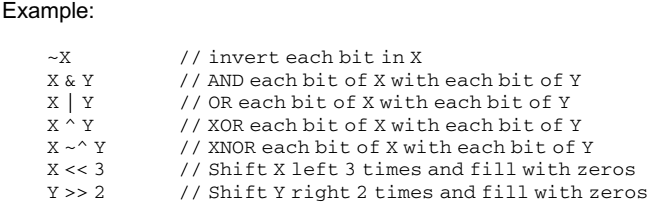 Example:
~X // invert each bit in X
X & Y // AND each bit of X with each bit of Y
X | Y // OR each bit of X with each bit of Y
X ^ Y // XOR each bit of X with each bit of Y
X ~^ Y // XNOR each bit of X with each bit of Y
X << 3 // Shift X left 3 times and fill with zeros
Y >> 2 // Shift Y right 2 times and fill with zeros